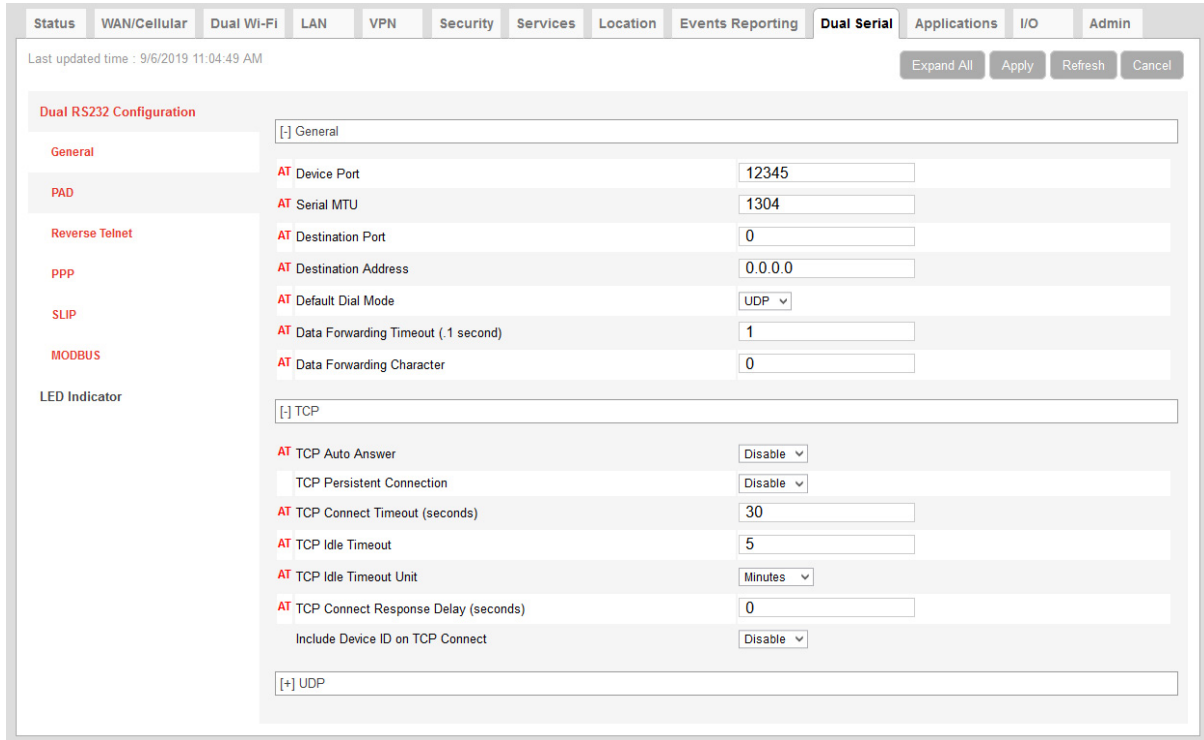 Status WAN/Cellular Dual Wi-Fi LAN VPN Security Services Location Events Reporting Dual Serial Applications I/O Admin
Last updated time : 9/6/2019 11:04:49 AM
Expand All Apply Refresh Cancel
Dual RS232 Configuration
General
PAD
Reverse Telnet
PPP
SLIP
MODBUS
LED Indicator
[-] General
AT Device Port 12345
AT Serial MTU 1304
AT Destination Port 0
AT Destination Address 0.0.0.0
AT Default Dial Mode UDP
AT Data Forwarding Timeout (.1 second) 1
AT Data Forwarding Character 0
[-] TCP
AT TCP Auto Answer Disable
TCP Persistent Connection Disable
AT TCP Connect Timeout (seconds) 30
AT TCP Idle Timeout 5
AT TCP Idle Timeout Unit Minutes
AT TCP Connect Response Delay (seconds) 0
Include Device ID on TCP Connect Disable
[+] UDP